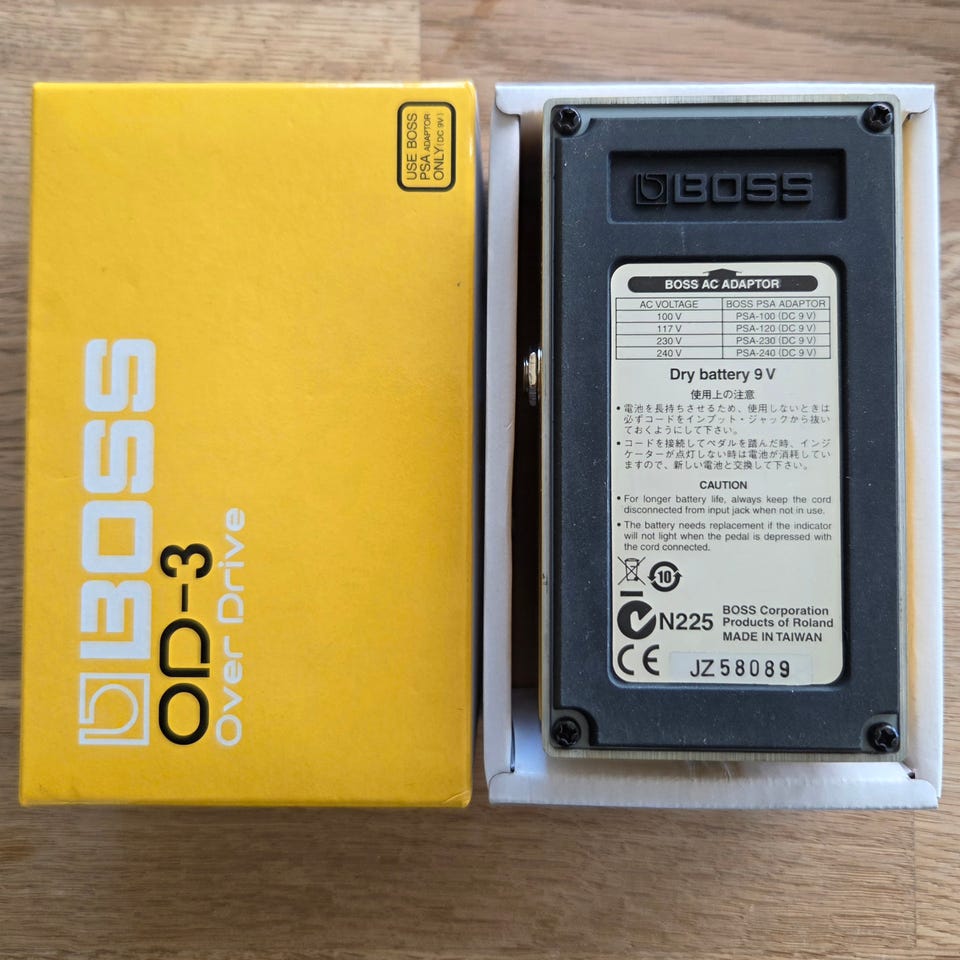 USE BOSS
PSA ADAPTOR
ONLY (DC 9V)
BOSS
OD-3
Over Drive
BOSS
BOSS AC ADAPTOR
AC VOLTAGE BOSS PSA ADAPTOR
100 V PSA-100 (DC 9 V)
117 V PSA-120 (DC 9 V)
230 V PSA-230 (DC 9 V)
240 V PSA-240 (DC 9 V)
Dry battery 9 V
使用上の注意
• 電池を長持ちさせるため、使用しないときは
必ずコードをインプット・ジャックから抜い
ておくようにして下さい。
• コードを接続してペダルを踏んだ時、インジ
ケーターが点灯しない時は電池が消耗してい
ますので、新しい電池と交換して下さい。
CAUTION
• For longer battery life, always keep the cord
disconnected from input jack when not in use.
• The battery needs replacement if the indicator
will not light when the pedal is depressed with
the cord connected.
10
N225
BOSS Corporation
Products of Roland
MADE IN TAIWAN
CE
JZ58089